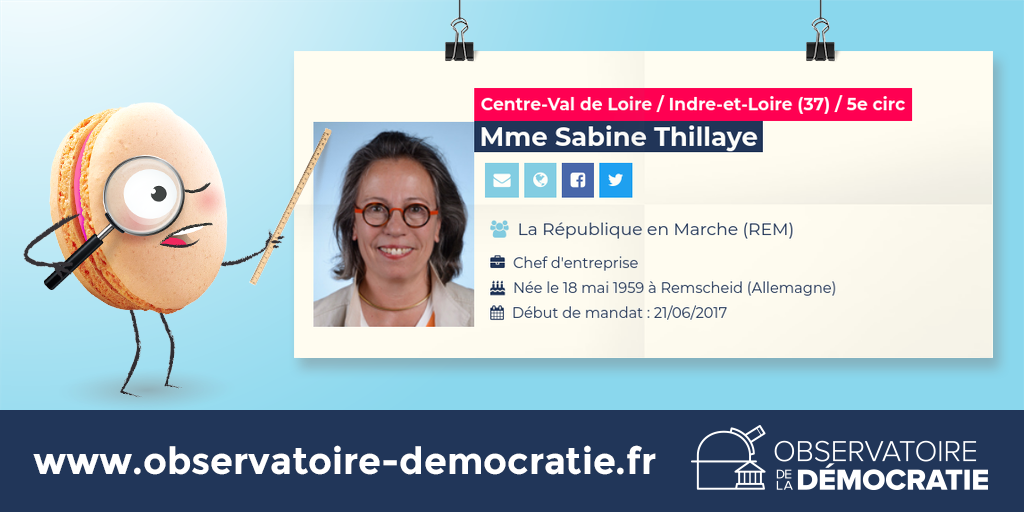 Centre-Val de Loire / Indre-et-Loire (37) / 5e circ
Mme Sabine Thillaye
La République en Marche (REM)
Chef d'entreprise
Née le 18 mai 1959 à Remscheid (Allemagne)
Début de mandat : 21/06/2017
www.observatoire-democratie.fr
OBSERVATOIRE
DE LA DÉMOCRATIE